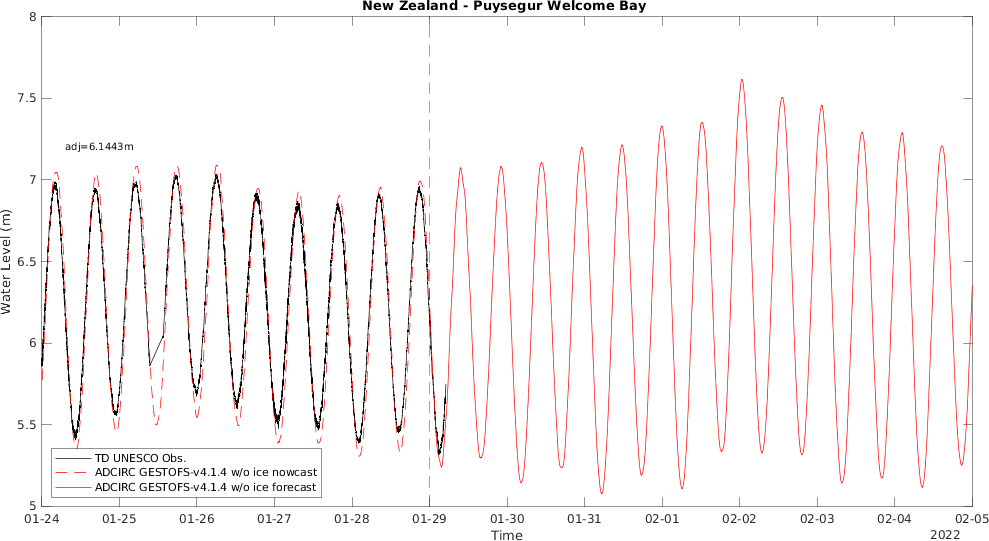 New Zealand - Puysegur Welcome Bay
8
7.5
7
6.5
6
5.5
5
Water Level (m)
adj=6.1443m
TD UNESCO Obs.
ADCIRC GESTOFS-v4.1.4 w/o ice nowcast
ADCIRC GESTOFS-v4.1.4 w/o ice forecast
01-24 01-25 01-26 01-27 01-28 01-29 01-30 01-31 02-01 02-02 02-03 02-04 02-05
Time
2022